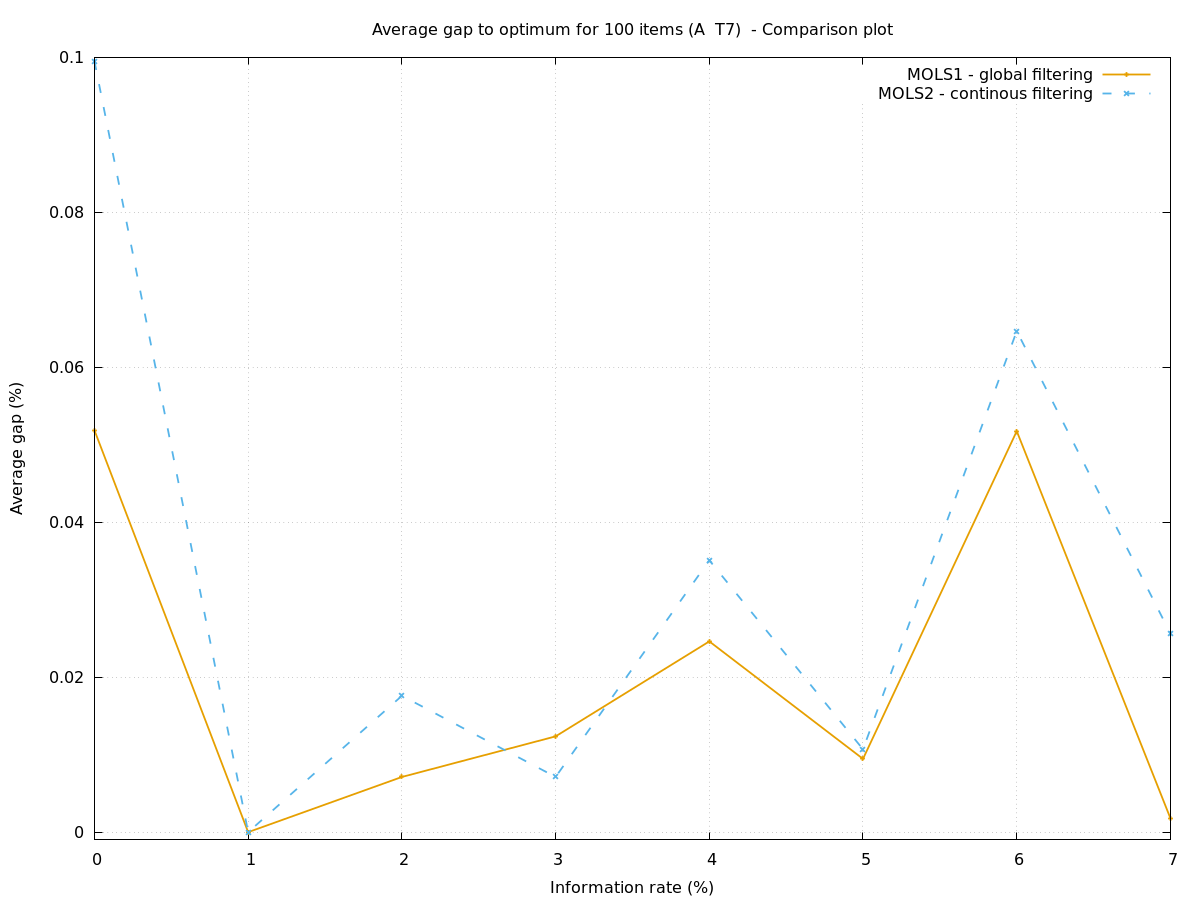 Average gap to optimum for 100 items (A  T7)  - Comparison plot
MOLS1 - global filtering
MOLS2 - continous filtering
0.1
0.08
0.06
0.04
0.02
0
Average gap (%)
0 1 2 3 4 5 6 7
Information rate (%)